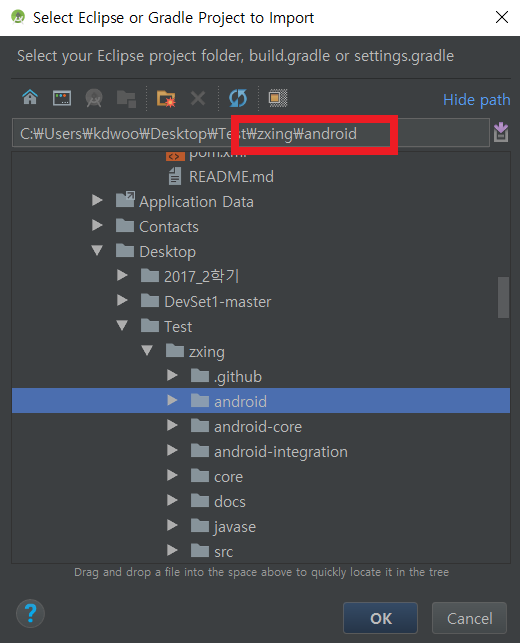 Select Eclipse or Gradle Project to Import
Select your Eclipse project folder, build.gradle or settings.gradle
Hide path
C:₩Users₩kdwoo₩Desktop₩Test₩zxing₩android
pom.xml
README.md
Application Data
Contacts
Desktop
2017_2학기
DevSet1-master
Test
zxing
.github
android
android-core
android-integration
core
docs
javase
src
Drag and drop a file into the space above to quickly locate it in the tree
?
OK
Cancel